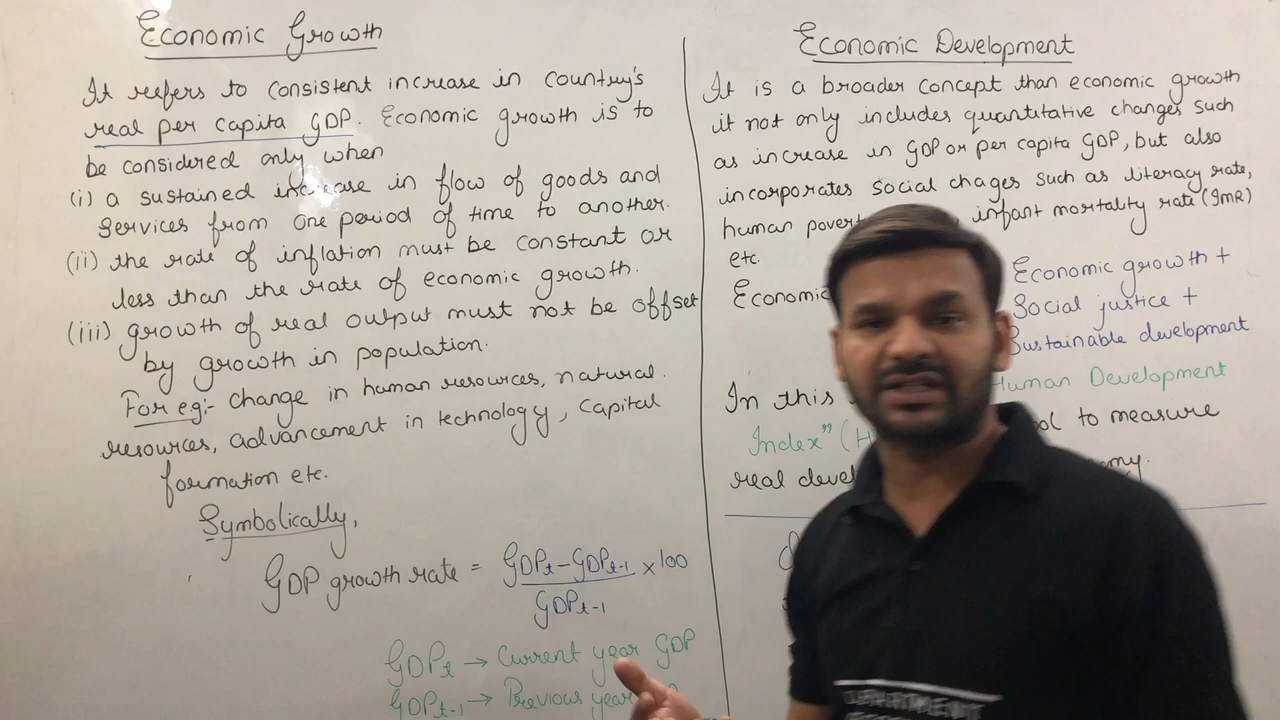 Economic Growth
It refers to consistent increase in country's
real per capita GDP. Economic growth is to
be considered only when
(i) a sustained increase in flow of goods and
services from one period of time to another.
(ii) the rate of inflation must be constant or
less than the rate of economic growth.
(iii) growth of real output must not be offset
by growth in population.
For eg:- change in human resources, natural
resources, advancement in technology, capital
formation etc.
Symbolically,
GDP growth rate = GDPt - GDPt-1 × 100
GDPt-1
GDPt → Current year GDP
GDPt-1 → Previous year
Economic Development
It is a broader concept than economic growth
it not only includes quantitative changes such
as increase in GDP or per capita GDP, but also
incorporates social chages such as literacy rate,
human infant mortality rate (IMR)
etc.
Economic Economic growth +
Social justice +
Sustainable development
In this Human Development
Index" to measure
real
DEPARTMENT